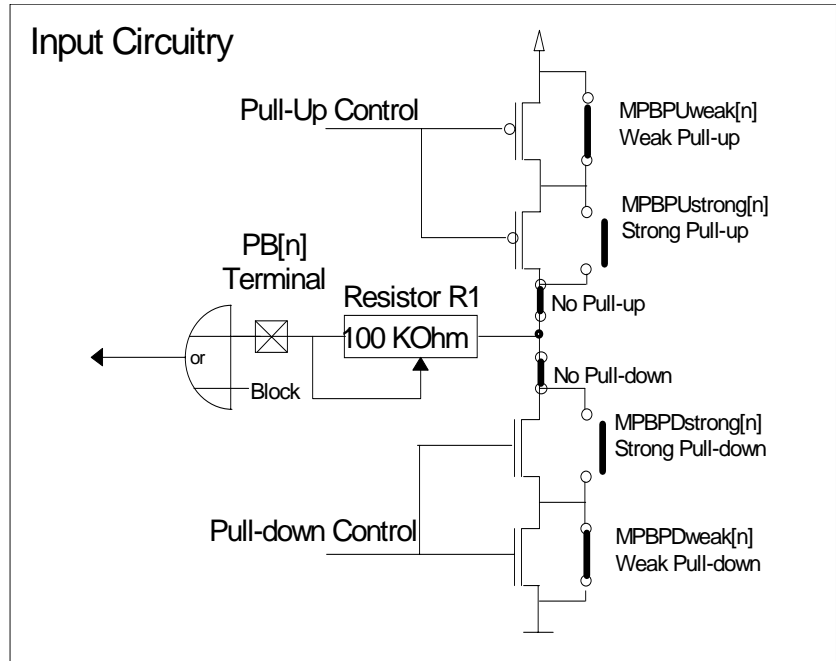 Input Circuitry
Pull-Up Control
MPBPUweak[n]
Weak Pull-up
MPBPUstrong[n]
Strong Pull-up
PB[n]
Terminal
Resistor R1
100 KOhm
No Pull-up
or
Block
No Pull-down
MPBPDstrong[n]
Strong Pull-down
Pull-down Control
MPBPDweak[n]
Weak Pull-down